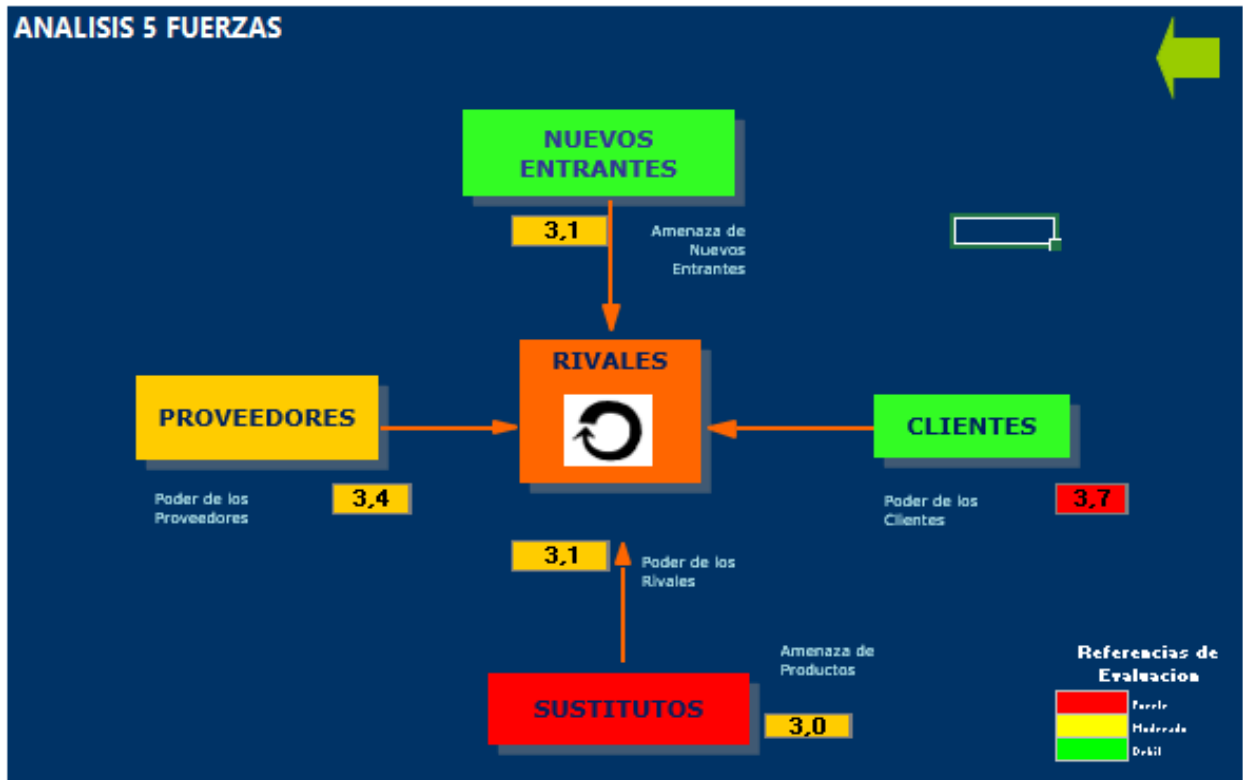 ANALISIS 5 FUERZAS
NUEVOS
ENTRANTES
3,1
Amenaza de
Nuevos
Entrantes
RIVALES
PROVEEDORES
CLIENTES
Poder de los
Proveedores
3,4
Poder de los
Clientes
3,7
3,1
Poder de los
Rivales
Amenaza de
Productos
SUSTITUTOS
3,0
Referencias de
Evaluacion
Fuerte
Moderado
Debil